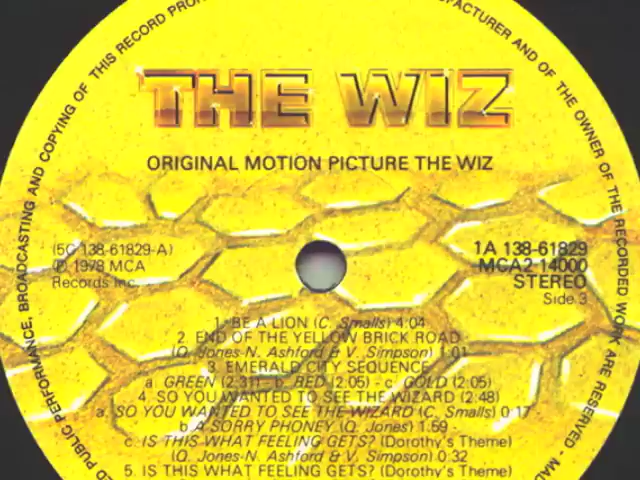 OF THIS RECORD PRO
FACTURER AND OF THE OWNER OF THE RECORDED WORK ARE RESERVED - MAD
D PUBLIC PERFORMANCE, BROADCASTING AND COPYING
THE WIZ
ORIGINAL MOTION PICTURE THE WIZ
(5C 138-61829-A)
℗ 1978 MCA
Records Inc.
1A 138-61829
MCA2-14000
STEREO
Side 3
1. BE A LION (C. Smalls) 4:04
2. END OF THE YELLOW BRICK ROAD
(Q. Jones-N. Ashford & V. Simpson) 1:01
3. EMERALD CITY SEQUENCE
a. GREEN (2:31) - b. RED (2:05) - c. GOLD (2:05)
4. SO YOU WANTED TO SEE THE WIZARD (2:48)
a. SO YOU WANTED TO SEE THE WIZARD (C. Smalls) 0:17
b A SORRY PHONEY (Q. Jones) 1:59 -
c. IS THIS WHAT FEELING GETS? (Dorothy's Theme)
(Q. Jones-N. Ashford & V. Simpson) 0:32
5. IS THIS WHAT FEELING GETS? (Dorothy's Theme)